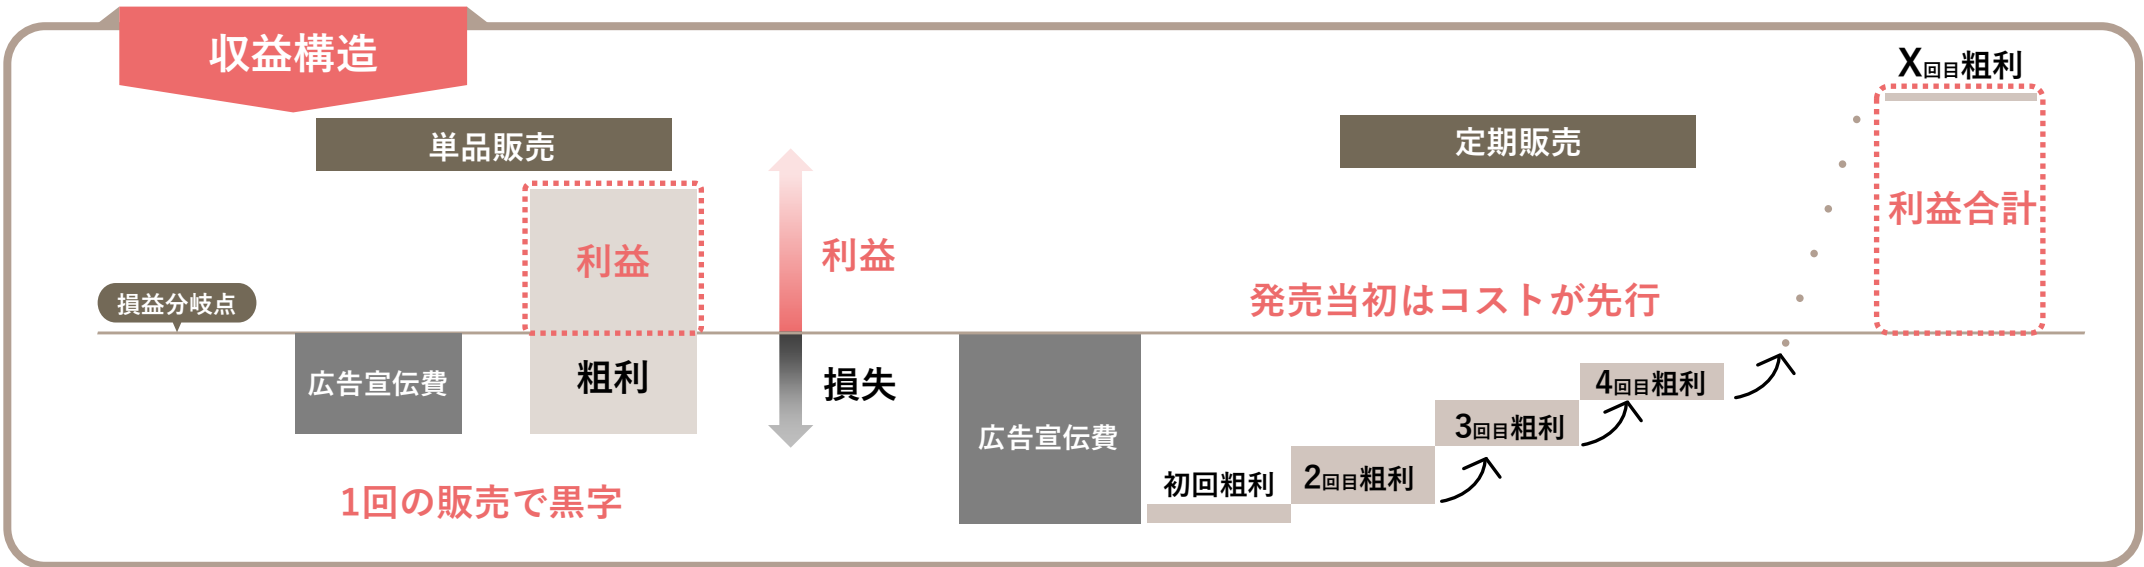 収益構造
単品販売
利益
損益分岐点
広告宣伝費
粗利
1回の販売で黒字
利益
損失
定期販売
発売当初はコストが先行
広告宣伝費
初回粗利
2回目粗利
3回目粗利
4回目粗利
X回目粗利
利益合計